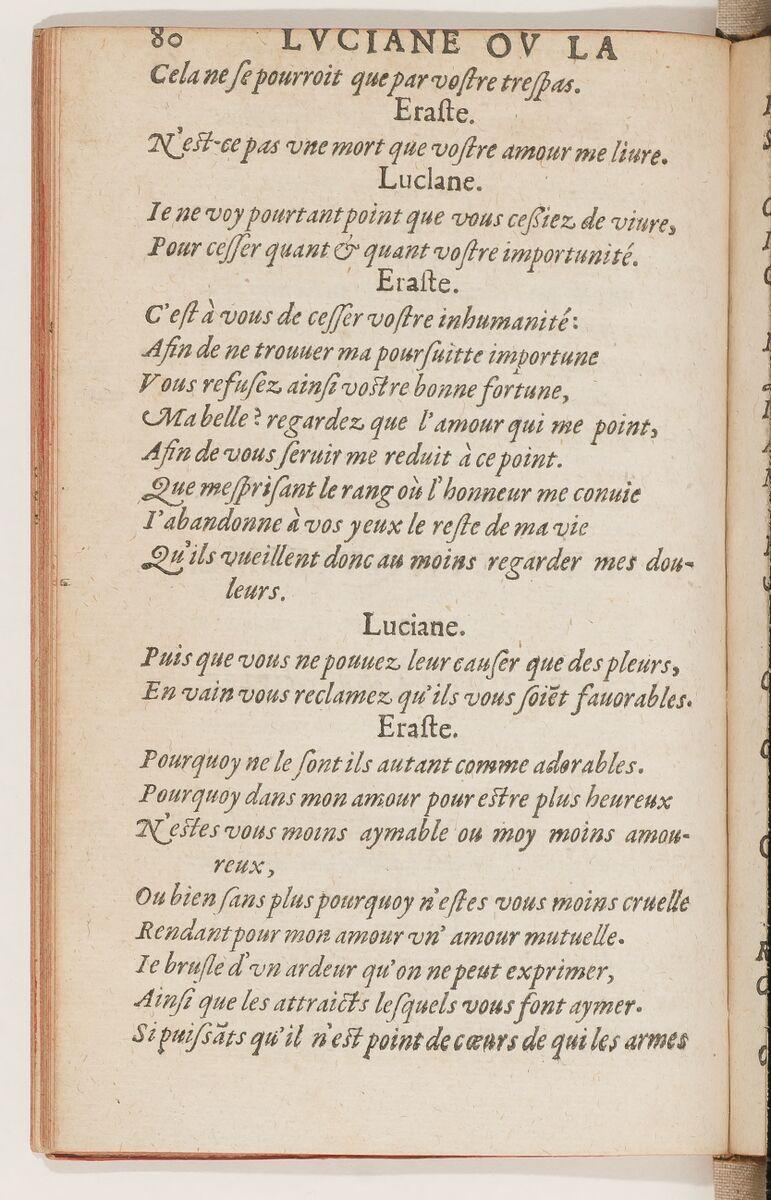 80 LVCIANE OV LA
Cela ne ſe pourroit que par voſtre treſpas.
Eraſte.
N'eſt-ce pas vne mort que voſtre amour me liure.
Luclane.
Ie ne voy pourtant point que vous ceßiez de viure,
Pour ceſſer quant & quant voſtre importunité.
Eraſte.
C'eſt à vous de ceſſer voſtre inhumanité:
Afin de ne trouuer ma pourſuitte importune
Vous refuſez ainſi voſtre bonne fortune,
Ma belle? regardez que l'amour qui me point,
Afin de vous ſeruir me reduit à ce point.
Que meſpriſant le rang où l'honneur me conuie
I'abandonne à vos yeux le reſte de ma vie
Qu'ils vueillent donc au moins regarder mes dou-
leurs.
Luciane.
Puis que vous ne pouuez leur cauſer que des pleurs,
En vain vous reclamez qu'ils vous ſoiẽt fauorables.
Eraſte.
Pourquoy ne le ſont ils autant comme adorables.
Pourquoy dans mon amour pour eſtre plus heureux
N'eſtes vous moins aymable ou moy moins amou-
reux,
Ou bien ſans plus pourquoy n'eſtes vous moins cruelle
Rendant pour mon amour vn' amour mutuelle.
Ie bruſle d'vn ardeur qu'on ne peut exprimer,
Ainſi que les attraicts leſquels vous font aymer.
Si puiſsãts qu'il n'eſt point de cœurs de qui les armes